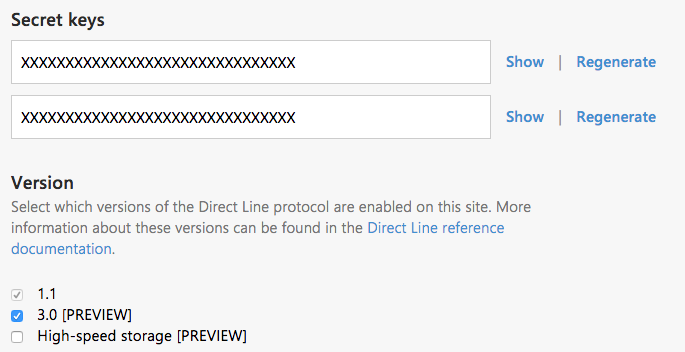 Secret keys
XXXXXXXXXXXXXXXXXXXXXXXXXXXXXXX Show | Regenerate
XXXXXXXXXXXXXXXXXXXXXXXXXXXXXXX Show | Regenerate
Version
Select which versions of the Direct Line protocol are enabled on this site. More
information about these versions can be found in the Direct Line reference
documentation.
1.1
3.0 [PREVIEW]
High-speed storage [PREVIEW]